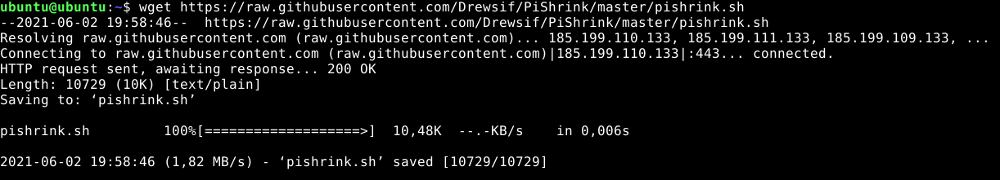 ubuntu@ubuntu:~$ wget https://raw.githubusercontent.com/Drewsif/PiShrink/master/pishrink.sh
--2021-06-02 19:58:46--  https://raw.githubusercontent.com/Drewsif/PiShrink/master/pishrink.sh
Resolving raw.githubusercontent.com (raw.githubusercontent.com)... 185.199.110.133, 185.199.111.133, 185.199.109.133, ...
Connecting to raw.githubusercontent.com (raw.githubusercontent.com)|185.199.110.133|:443... connected.
HTTP request sent, awaiting response... 200 OK
Length: 10729 (10K) [text/plain]
Saving to: ‘pishrink.sh’
pishrink.sh         100%[===================>]  10,48K  --.-KB/s    in 0,006s
2021-06-02 19:58:46 (1,82 MB/s) - ‘pishrink.sh’ saved [10729/10729]